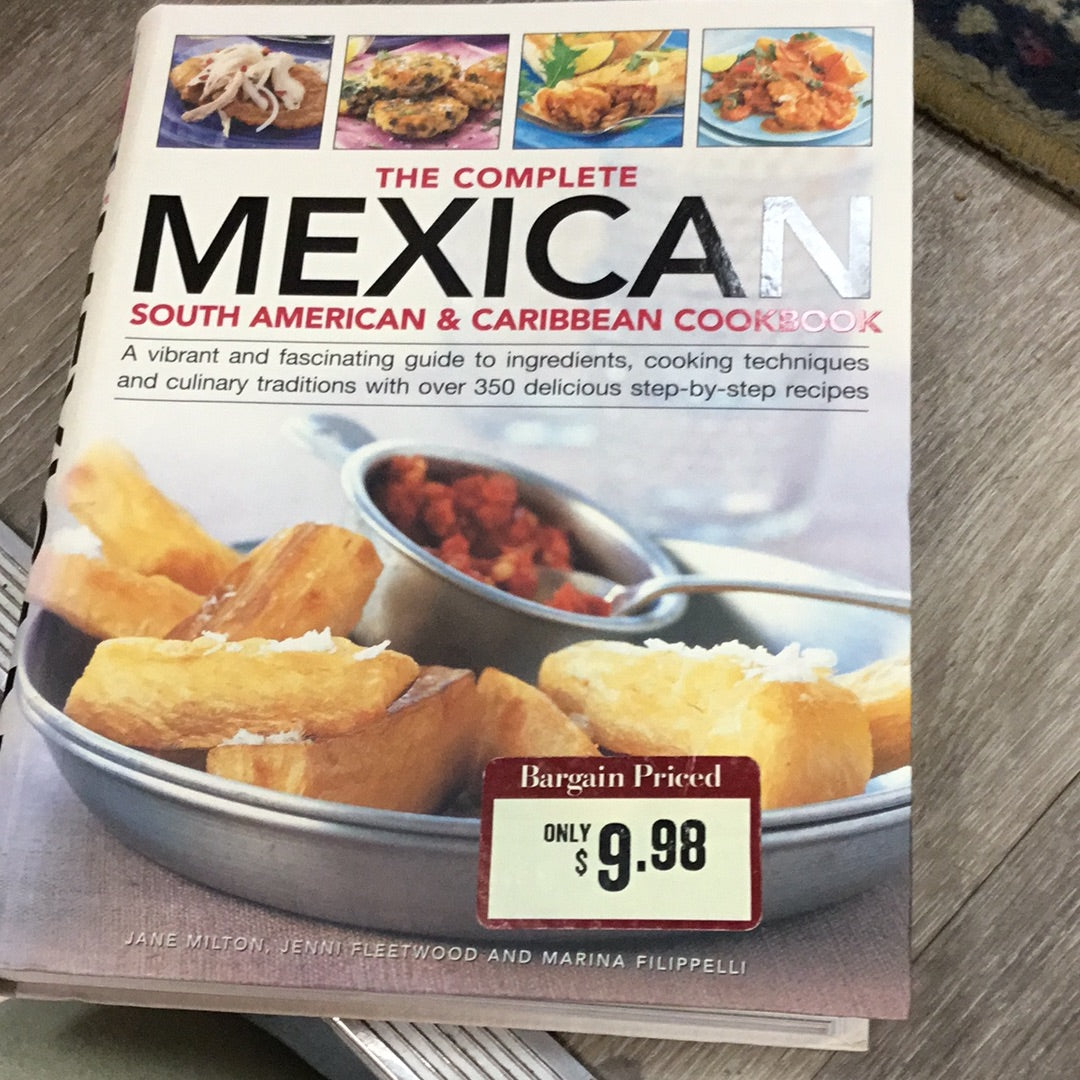 THE COMPLETE
MEXICAN
SOUTH AMERICAN & CARIBBEAN COOKBOOK
A vibrant and fascinating guide to ingredients, cooking techniques
and culinary traditions with over 350 delicious step-by-step recipes
Bargain Priced
ONLY
$9.98
JANE MILTON, JENNI FLEETWOOD AND MARINA FILIPPELLI